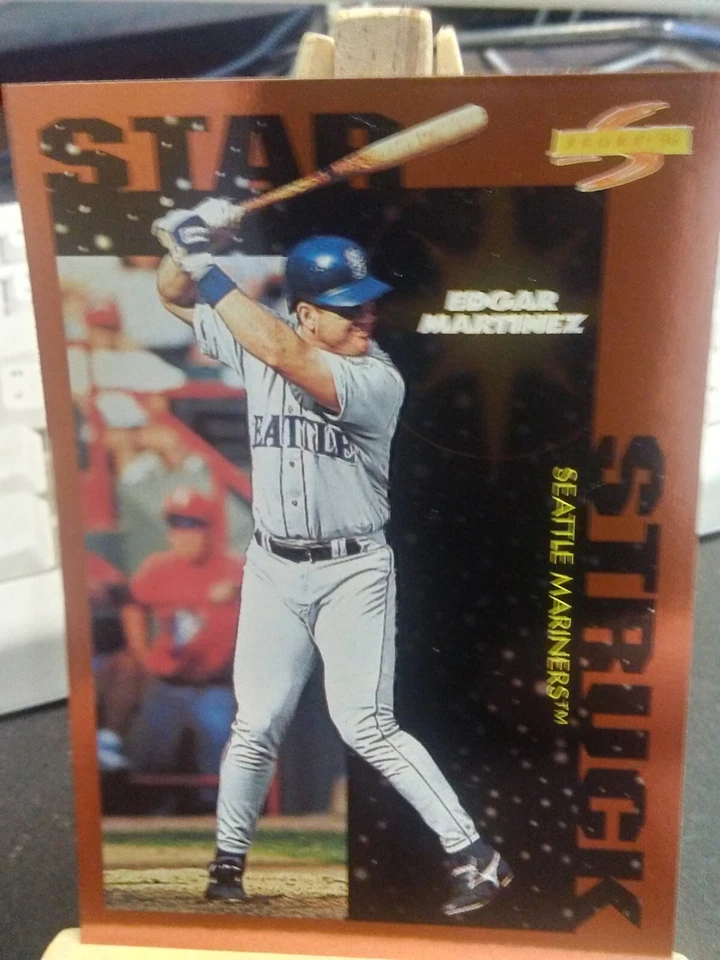 STAR
SCORE '96
EDGAR
MARTINEZ
SEATTLE
SEATTLE MARINERS™
STRUCK